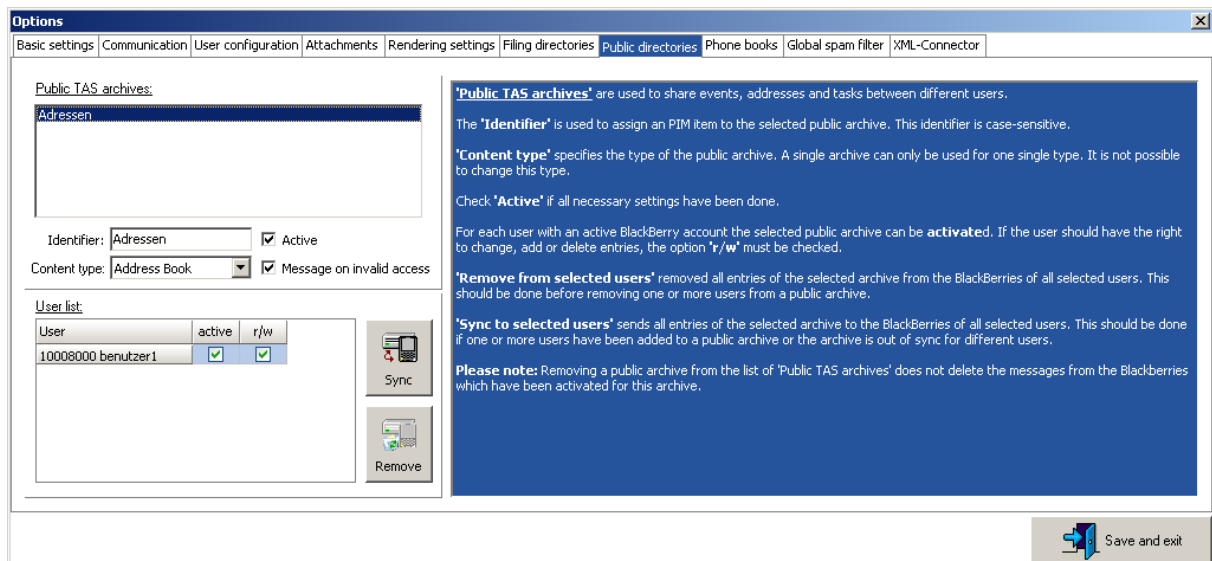 Options
Basic settings Communication User configuration Attachments Rendering settings Filing directories Public directories Phone books Global spam filter XML-Connector
Public TAS archives:
Adressen
Identifier: Adressen Active
Content type: Address Book Message on invalid access
User list:
User active r/w
10008000 benutzer1
Sync
Remove
'Public TAS archives' are used to share events, addresses and tasks between different users.
The 'Identifier' is used to assign an PIM item to the selected public archive. This identifier is case-sensitive.
'Content type' specifies the type of the public archive. A single archive can only be used for one single type. It is not possible
to change this type.
Check 'Active' if all necessary settings have been done.
For each user with an active BlackBerry account the selected public archive can be activated. If the user should have the right
to change, add or delete entries, the option 'r/w' must be checked.
'Remove from selected users' removed all entries of the selected archive from the BlackBerries of all selected users. This
should be done before removing one or more users from a public archive.
'Sync to selected users' sends all entries of the selected archive to the BlackBerries of all selected users. This should be done
if one or more users have been added to a public archive or the archive is out of sync for different users.
Please note: Removing a public archive from the list of 'Public TAS archives' does not delete the messages from the Blackberries
which have been activated for this archive.
Save and exit